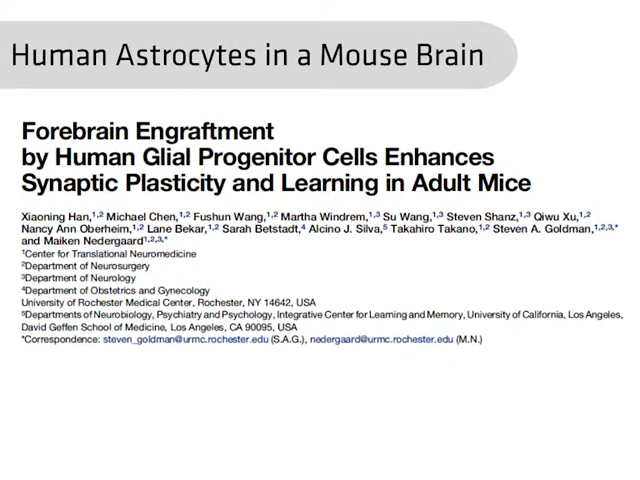 Human Astrocytes in a Mouse Brain
Forebrain Engraftment
by Human Glial Progenitor Cells Enhances
Synaptic Plasticity and Learning in Adult Mice
Xiaoning Han,1,2 Michael Chen,1,2 Fushun Wang,1,2 Martha Windrem,1,3 Su Wang,1,3 Steven Shanz,1,3 Qiwu Xu,1,2
Nancy Ann Oberheim,1,2 Lane Bekar,1,2 Sarah Betstadt,4 Alcino J. Silva,5 Takahiro Takano,1,2 Steven A. Goldman,1,2,3,*
and Maiken Nedergaard1,2,3,*
1Center for Translational Neuromedicine
2Department of Neurosurgery
3Department of Neurology
4Department of Obstetrics and Gynecology
University of Rochester Medical Center, Rochester, NY 14642, USA
5Departments of Neurobiology, Psychiatry and Psychology, Integrative Center for Learning and Memory, University of California, Los Angeles,
David Geffen School of Medicine, Los Angeles, CA 90095, USA
*Correspondence: steven_goldman@urmc.rochester.edu (S.A.G.), nedergaard@urmc.rochester.edu (M.N.)